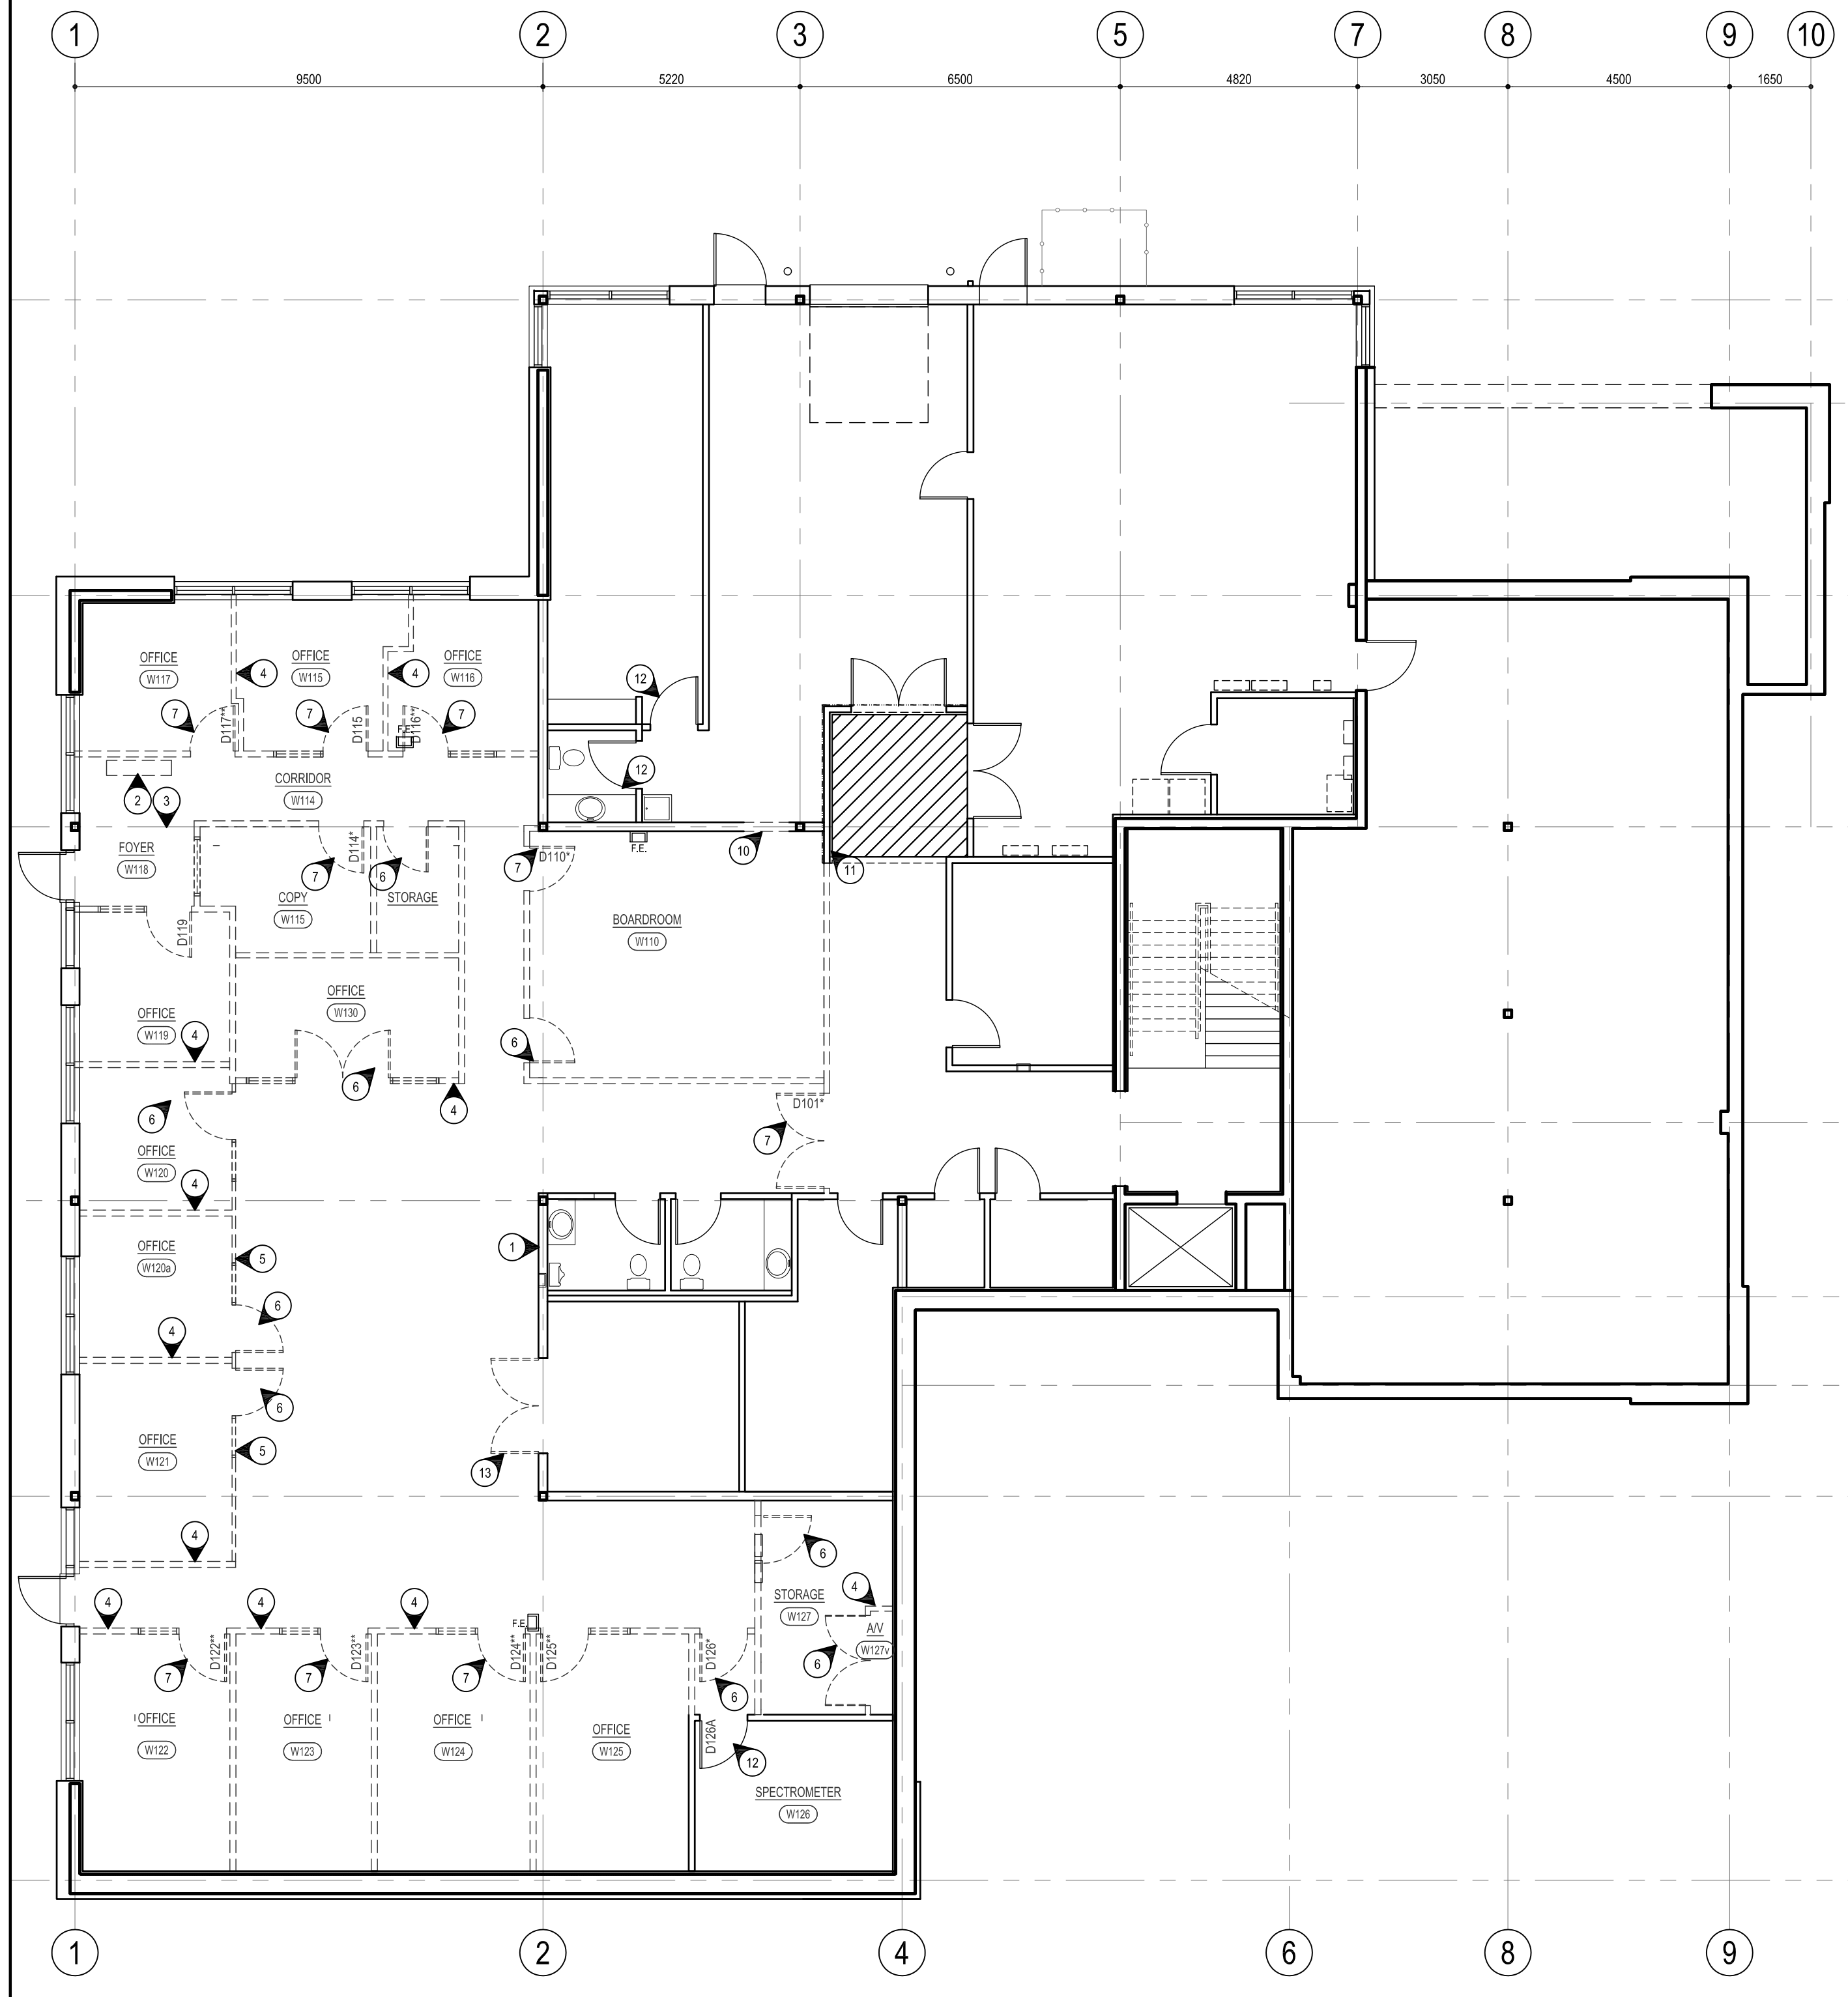 1 2 3 5 7 8 9 10
9500 5220 6500 4820 3050 4500 1650
OFFICE
W117
OFFICE
W115
OFFICE
W116
4
4
12
7
7
7
D117**
D115
D116**
F.E.
CORRIDOR
W114
2
3
12
FOYER
W118
D114*
7
6
COPY
W115
STORAGE
7
D110*
F.E.
10
11
D119
BOARDROOM
W110
OFFICE
W130
OFFICE
W119
4
6
6
4
D101*
7
6
OFFICE
W120
4
OFFICE
W120a
5
1
6
4
6
OFFICE
W121
5
13
4
6
4
4
4
F.E.
STORAGE
W127
4
A/V
W127v
D122**
D123**
D124**
D125**
D126*
7
7
7
6
6
OFFICE
W122
OFFICE
W123
OFFICE
W124
OFFICE
W125
D126A
12
SPECTROMETER
W126
1 2 4 6 8 9